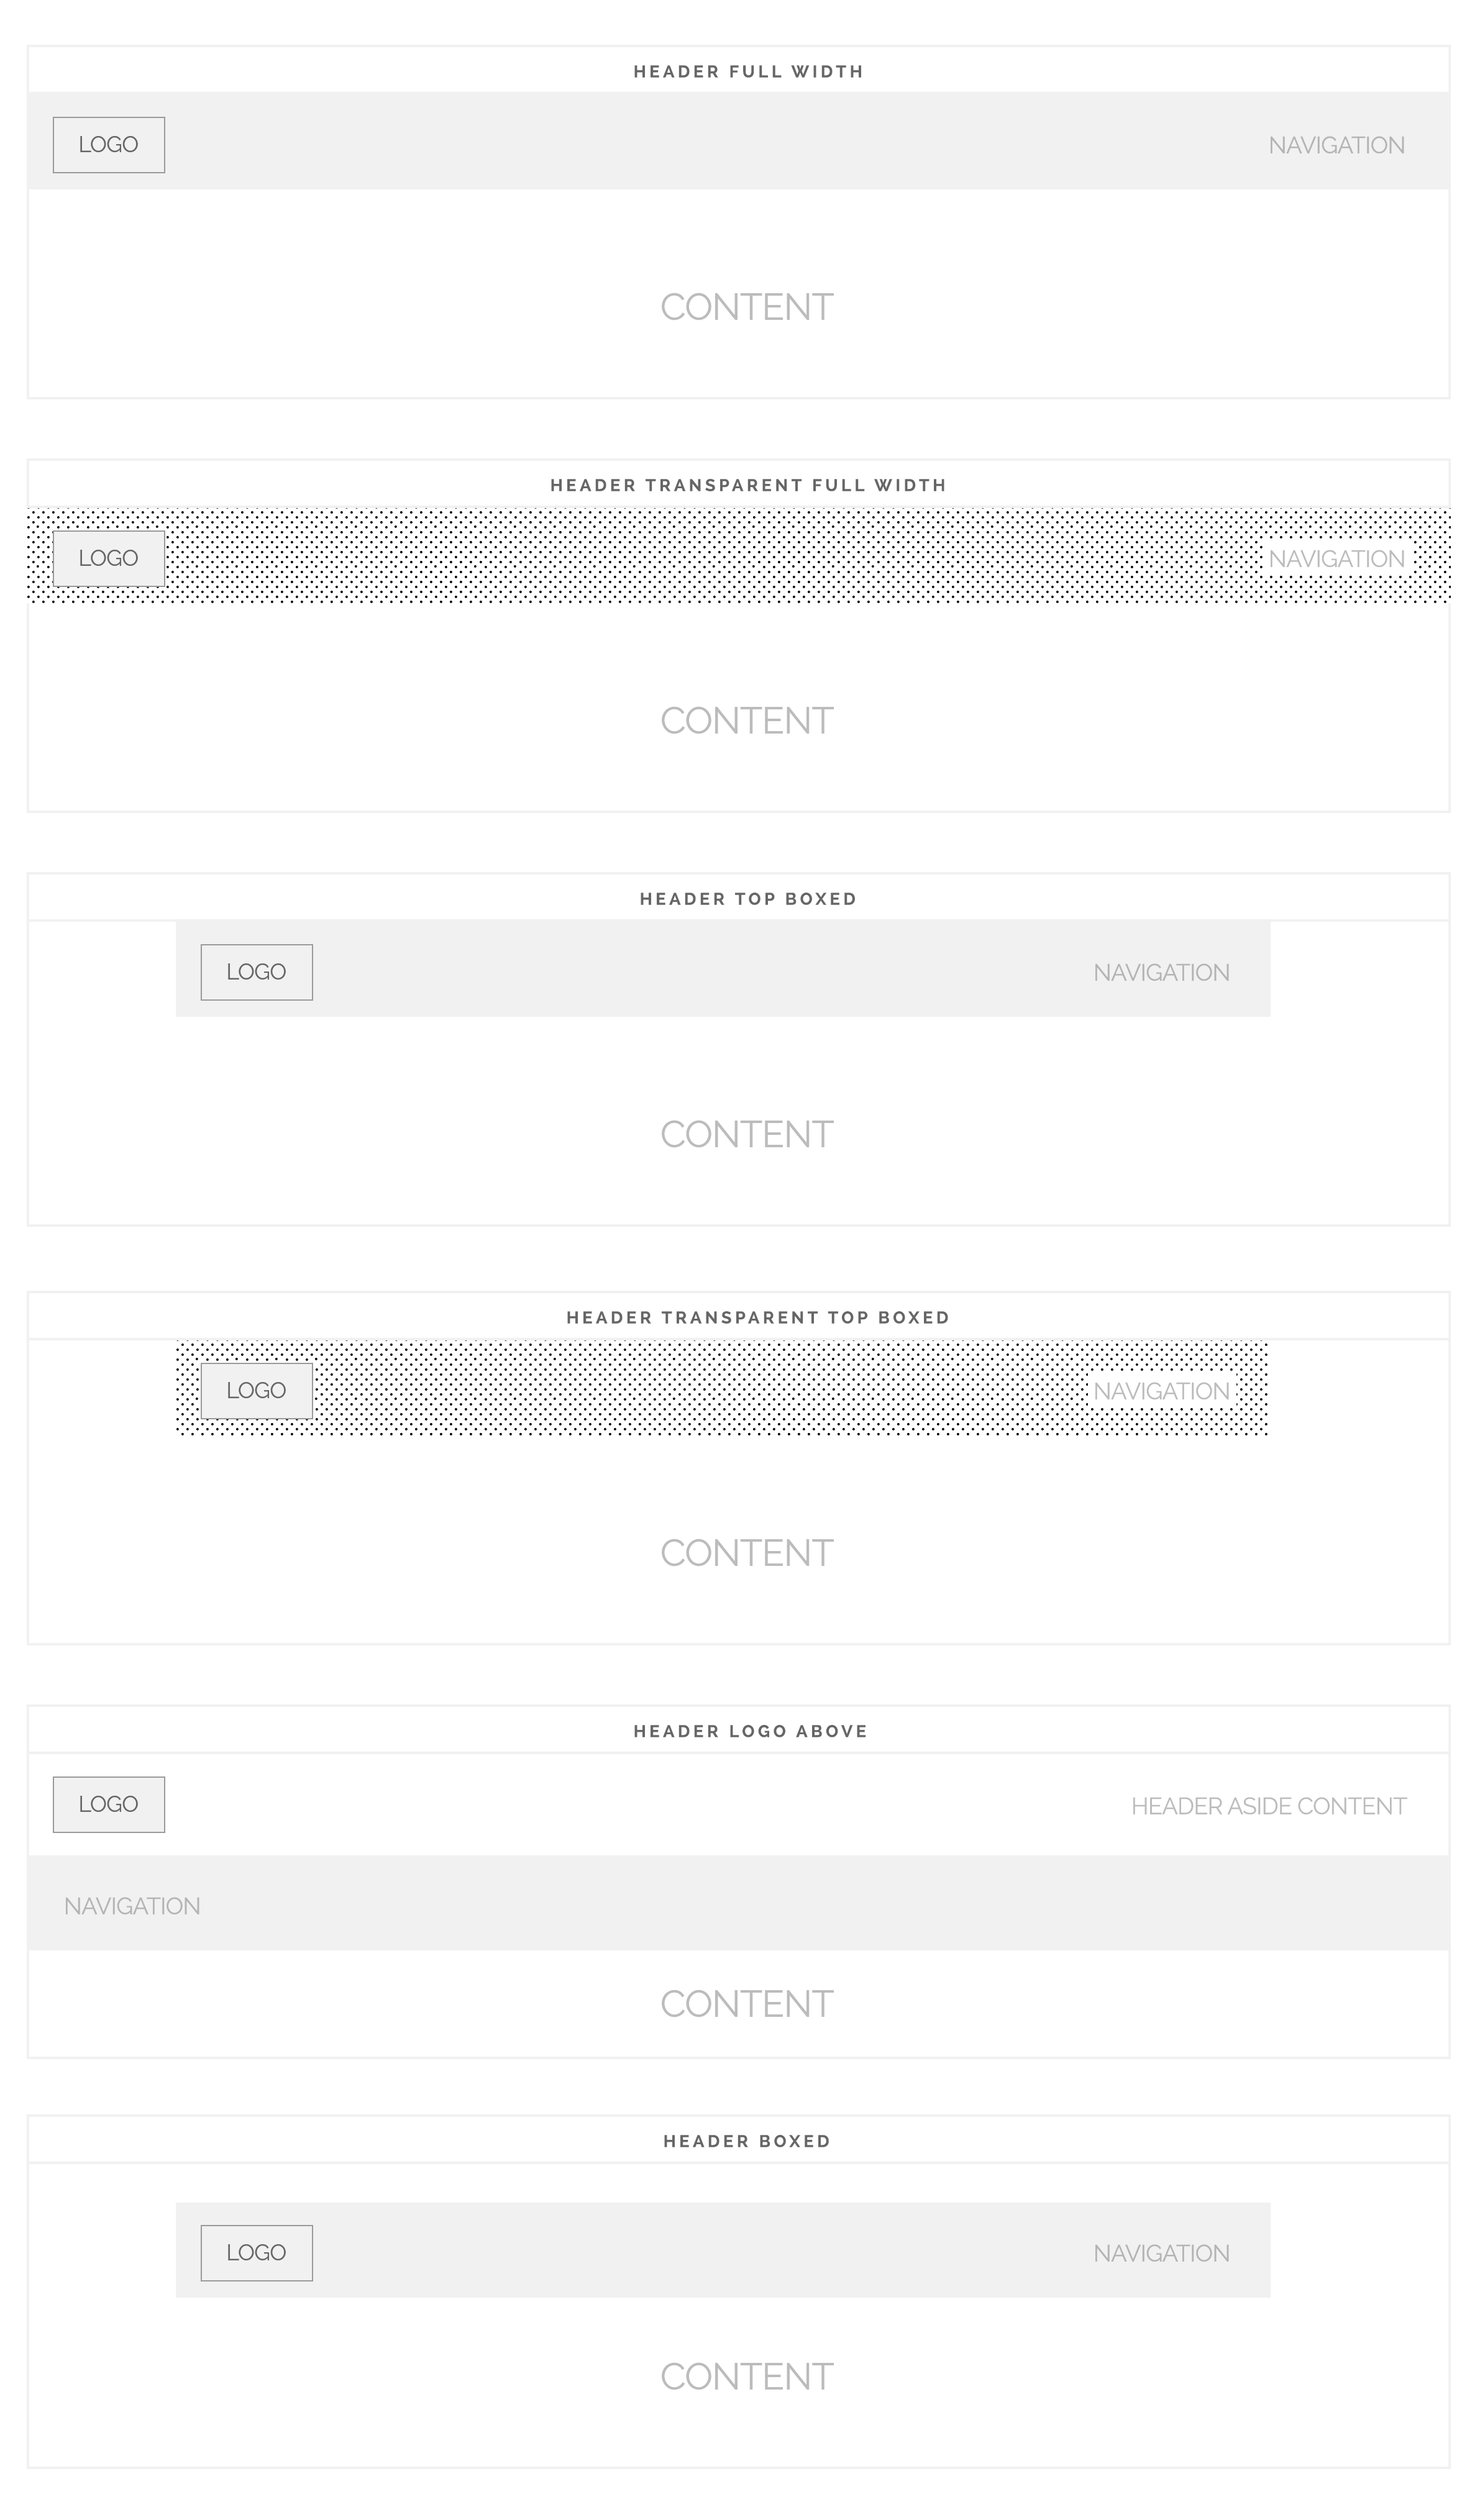 HEADER FULL WIDTH
LOGO NAVIGATION
CONTENT
HEADER TRANSPARENT FULL WIDTH
LOGO NAVIGATION
CONTENT
HEADER TOP BOXED
LOGO NAVIGATION
CONTENT
HEADER TRANSPARENT TOP BOXED
LOGO NAVIGATION
CONTENT
HEADER LOGO ABOVE
LOGO HEADER ASIDE CONTENT
NAVIGATION
CONTENT
HEADER BOXED
LOGO NAVIGATION
CONTENT